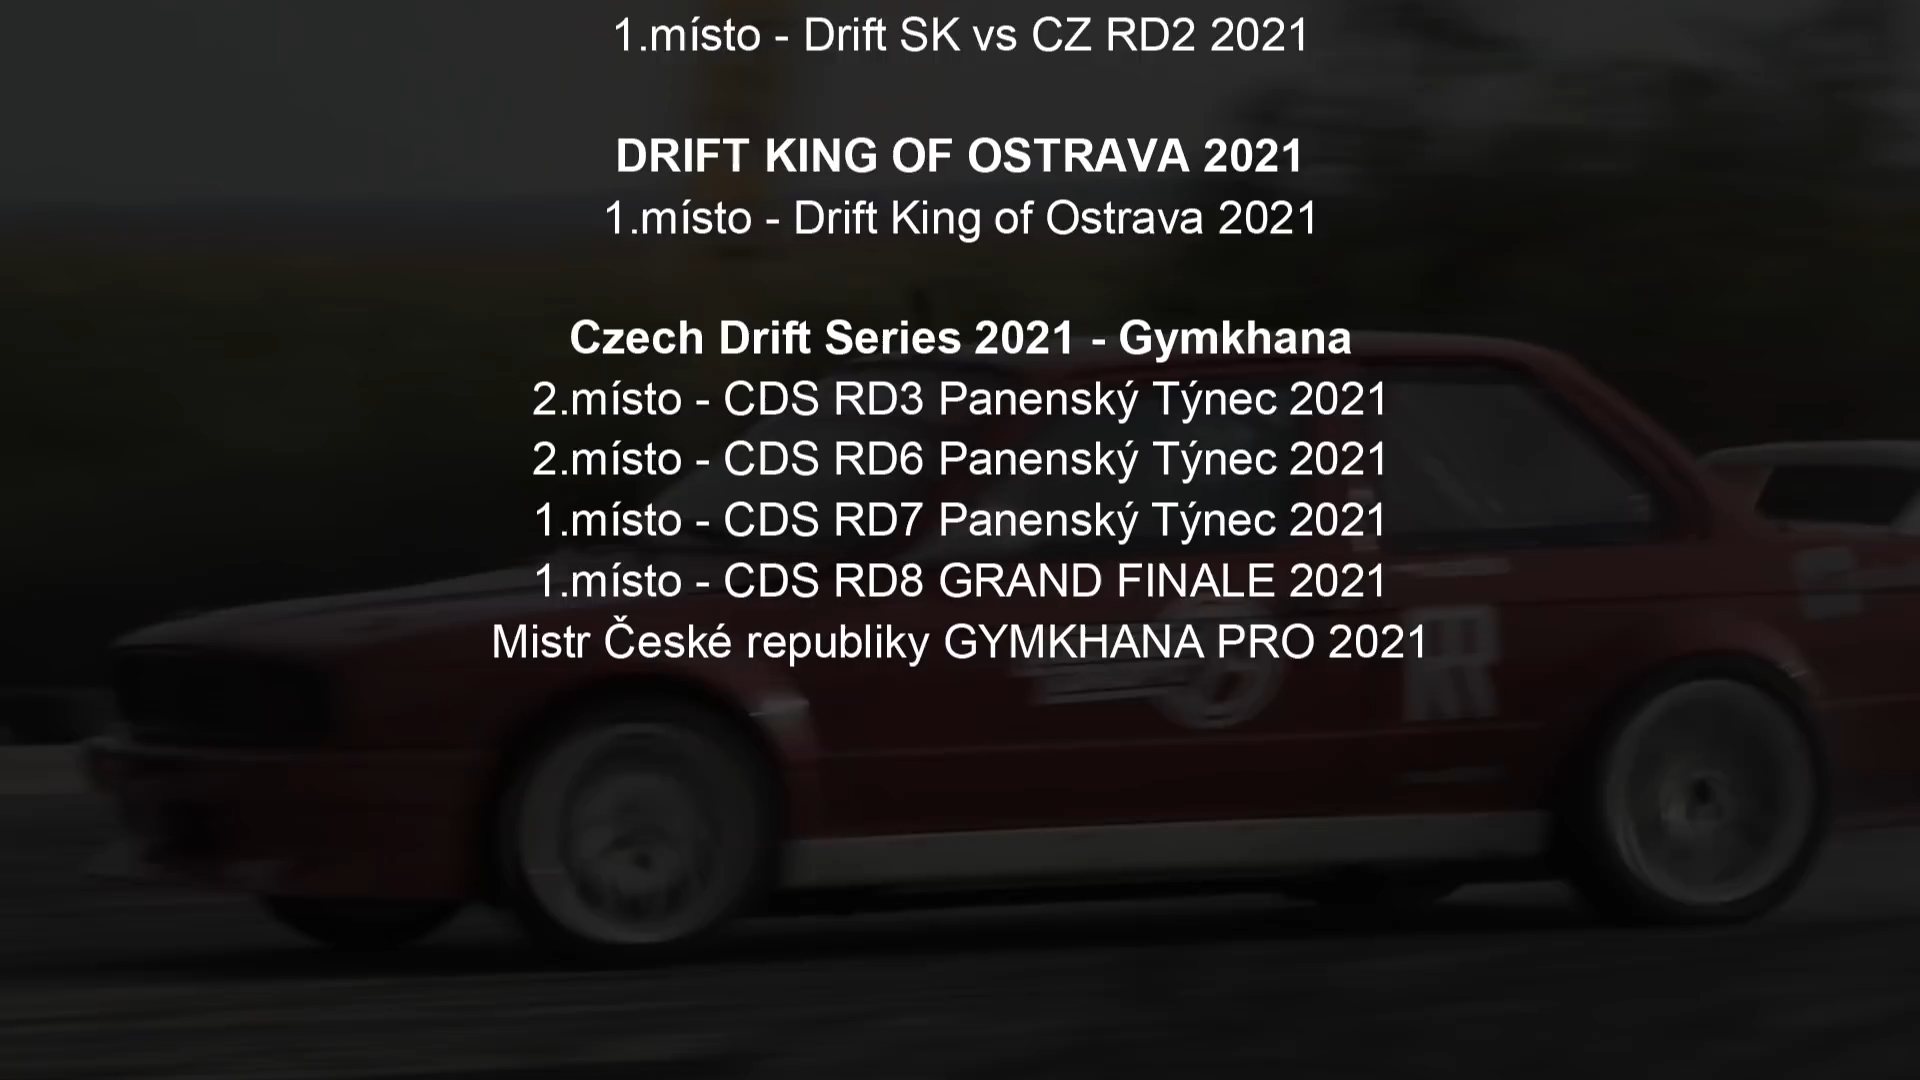 1.místo - Drift SK vs CZ RD2 2021
DRIFT KING OF OSTRAVA 2021
1.místo - Drift King of Ostrava 2021
Czech Drift Series 2021 - Gymkhana
2.místo - CDS RD3 Panenský Týnec 2021
2.místo - CDS RD6 Panenský Týnec 2021
1.místo - CDS RD7 Panenský Týnec 2021
1.místo - CDS RD8 GRAND FINALE 2021
Mistr České republiky GYMKHANA PRO 2021